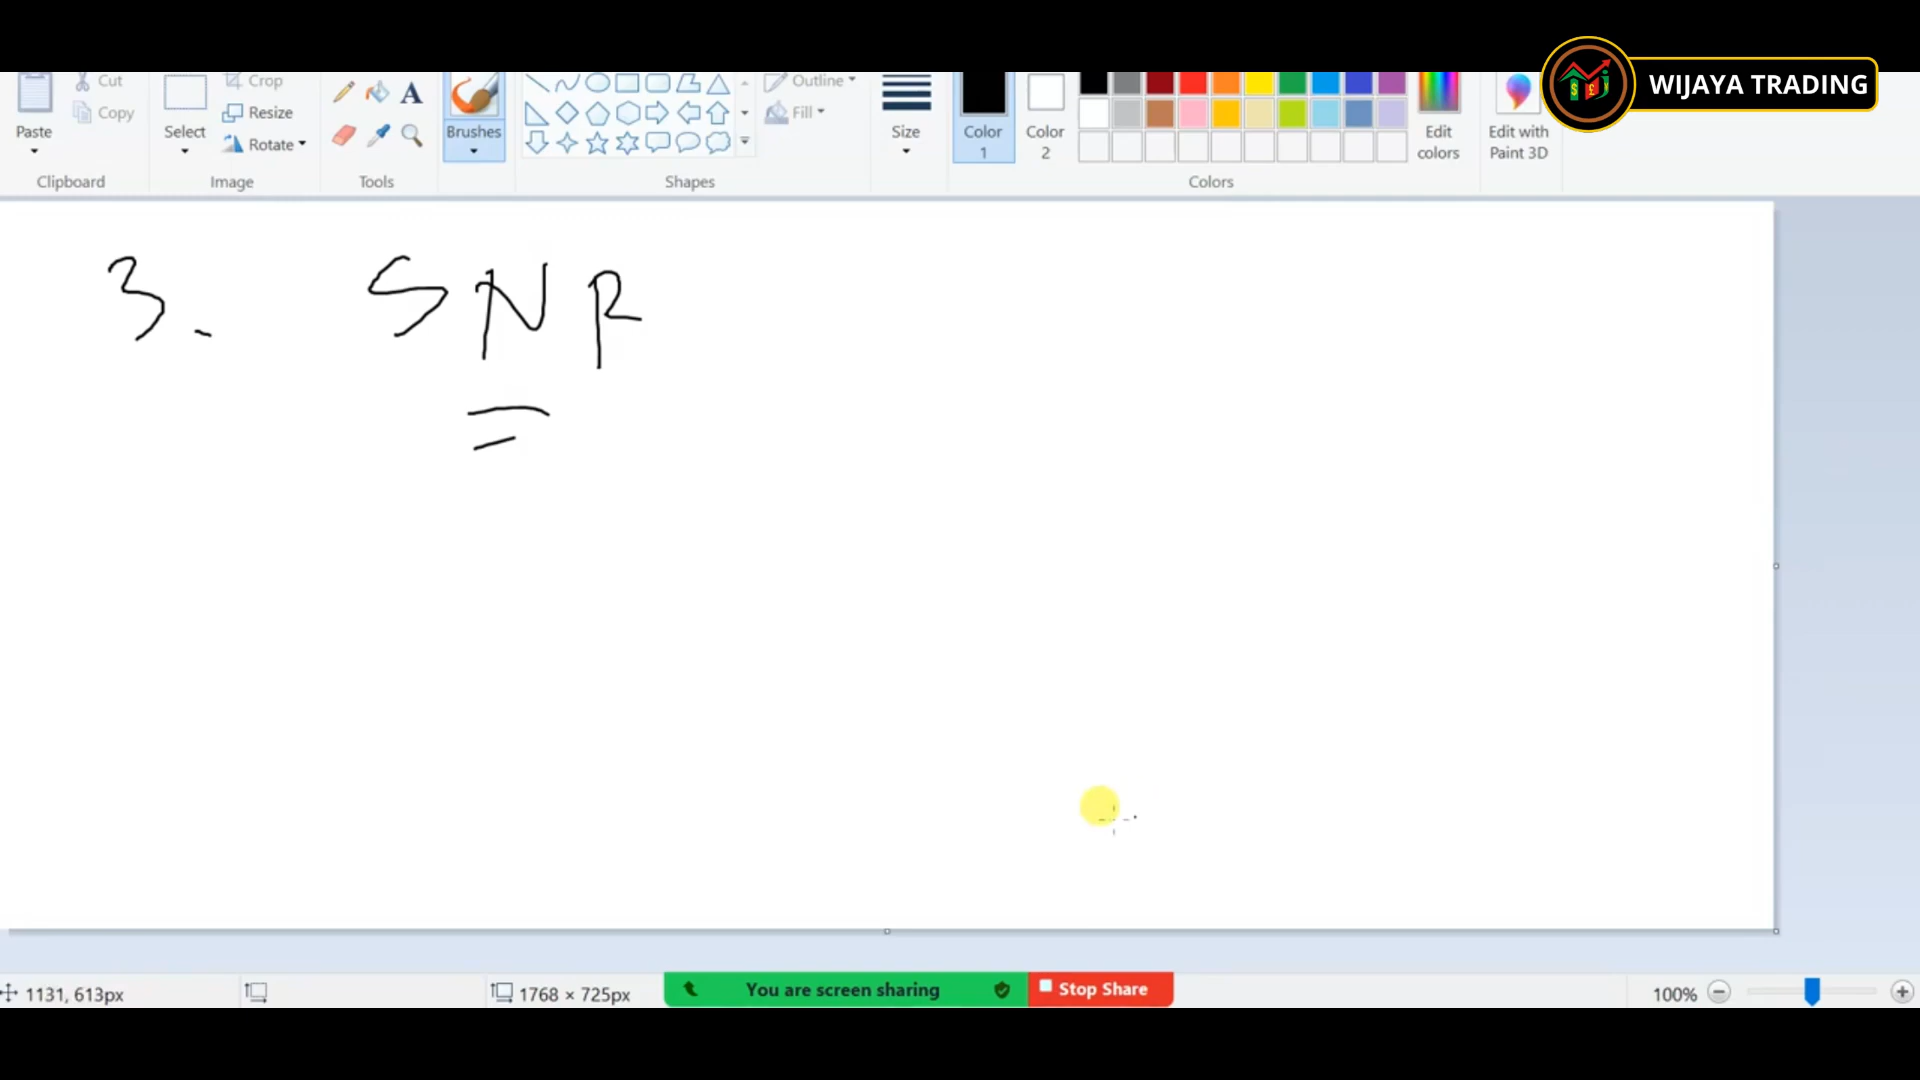 WIJAYA TRADING
Cut
Crop
Outline
Copy
Resize
Fill
Paste
Select
Rotate
Brushes
Size
Color 1
Color 2
Edit colors
Edit with Paint 3D
Clipboard
Image
Tools
Shapes
Colors
3. SNR
1131, 613px
1768 × 725px
You are screen sharing
Stop Share
100%